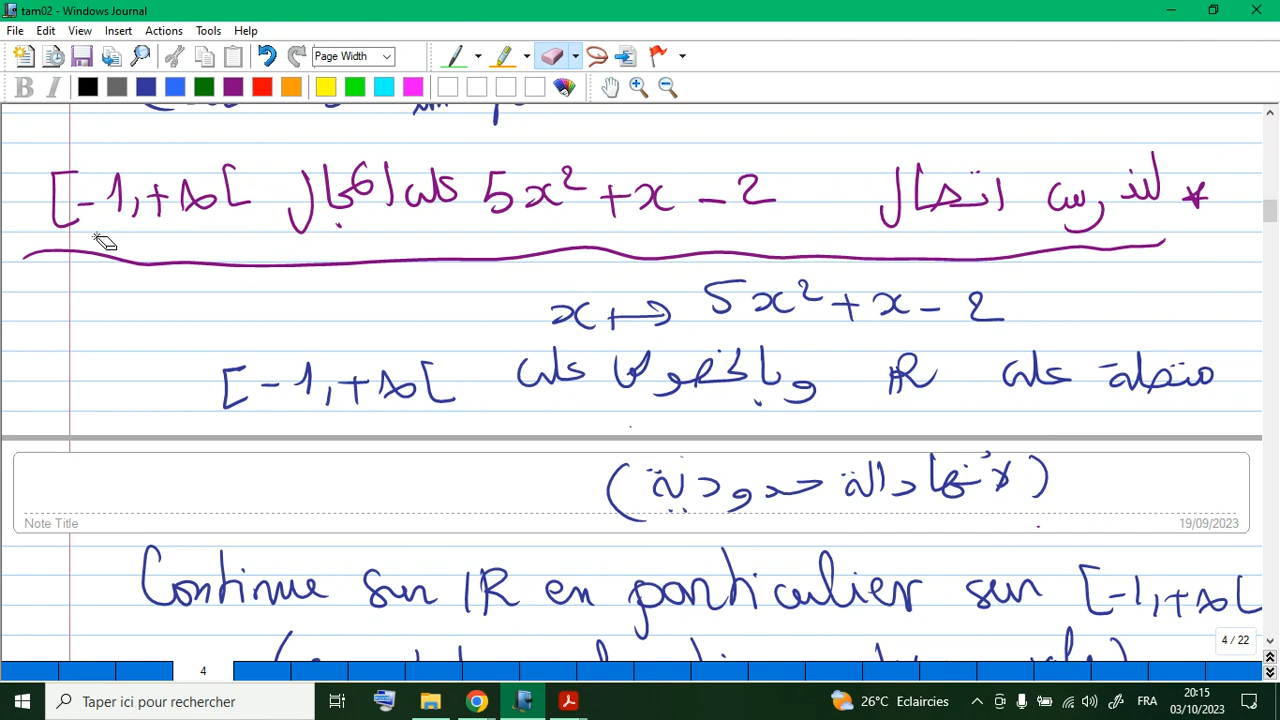 tam02 - Windows Journal
File Edit View Insert Actions Tools Help
Page Width
* لندرس اتصال 5x² + x - 2 على المجال [-1, +∞[
x ↦ 5x² + x - 2
متصلة على ℝ وبالخصوص على [-1, +∞[
(لأنها دالة حدودية)
Note Title 19/09/2023
Continue sur IR en particulier sur [-1, +∞[
4 / 22
4
Taper ici pour rechercher
26°C Eclaircies
FRA
20:15
03/10/2023